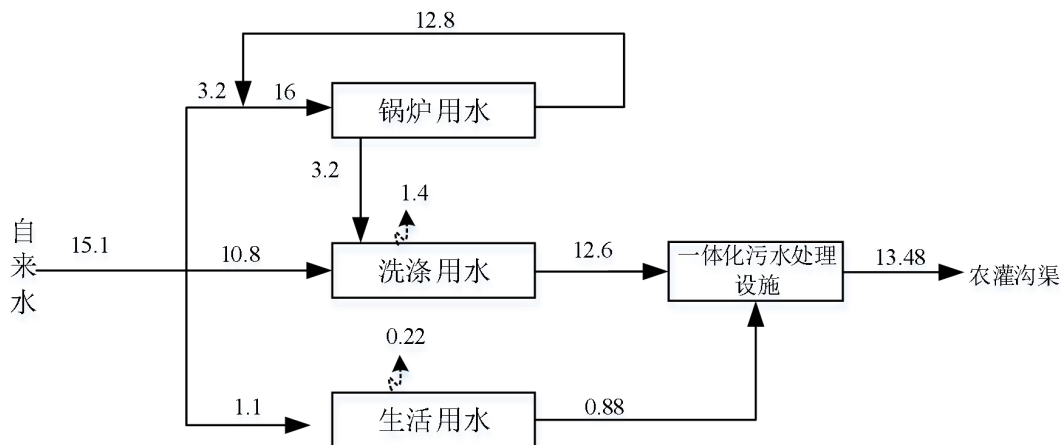 12.8
3.2
16
锅炉用水
3.2
1.4
自来水
15.1
10.8
洗涤用水
12.6
一体化污水处理
设施
13.48
农灌沟渠
0.22
1.1
生活用水
0.88